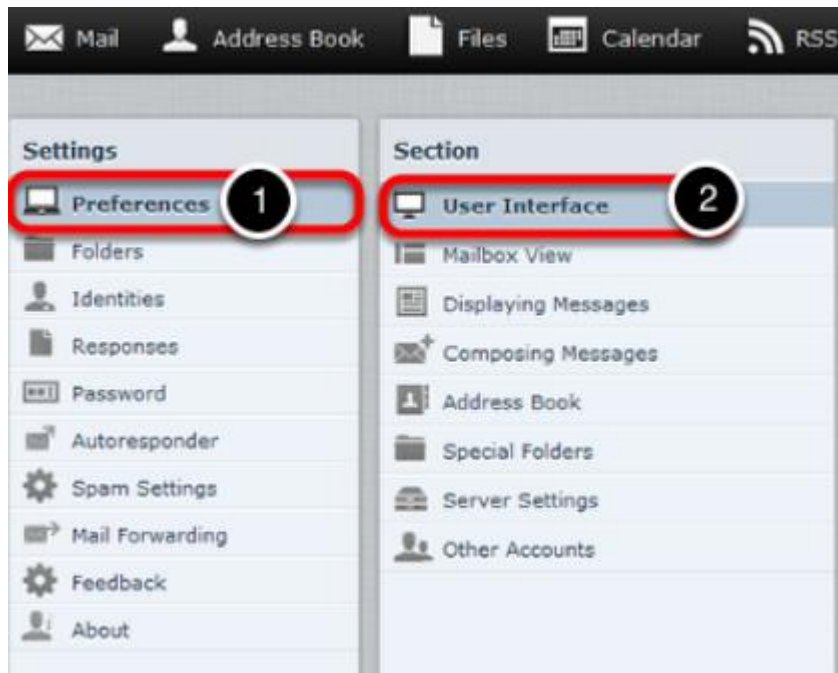 Mail Address Book Files Calendar RSS
Settings
Preferences 1
Folders
Identities
Responses
Password
Autoresponder
Spam Settings
Mail Forwarding
Feedback
About
Section
User Interface 2
Mailbox View
Displaying Messages
Composing Messages
Address Book
Special Folders
Server Settings
Other Accounts